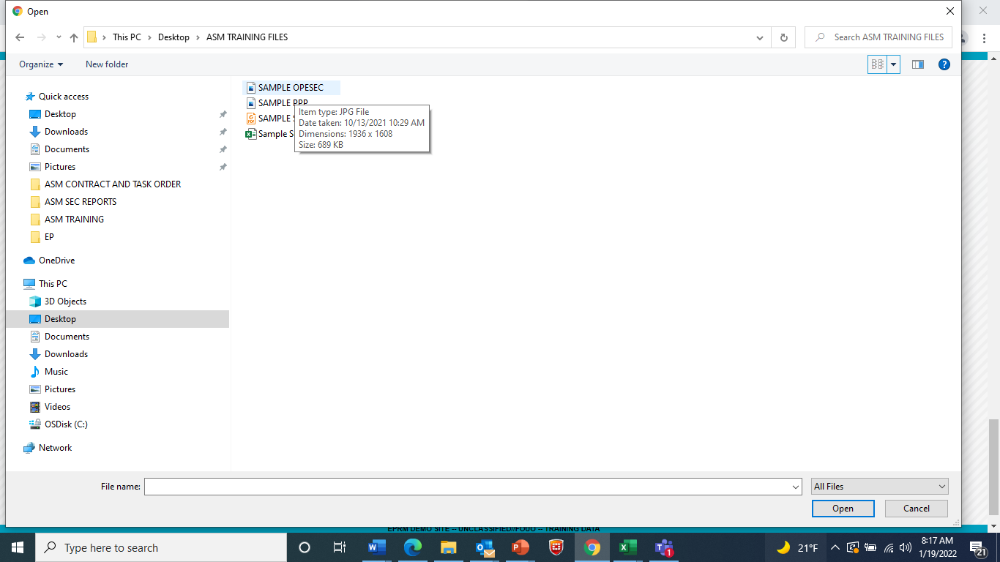 Open
This PC > Desktop > ASM TRAINING FILES
Search ASM TRAINING FILES
Organize
New folder
Quick access
Desktop
Downloads
Documents
Pictures
ASM CONTRACT AND TASK ORDER
ASM SEC REPORTS
ASM TRAINING
EP
OneDrive
This PC
3D Objects
Desktop
Documents
Downloads
Music
Pictures
Videos
OSDisk (C:)
Network
SAMPLE OPESEC
SAMPLE PPP
SAMPLE S
Sample S
Item type: JPG File
Date taken: 10/13/2021 10:29 AM
Dimensions: 1936 x 1608
Size: 689 KB
File name:
All Files
Open
Cancel
EPRM DEMO SITE -- UNCLASSIFIED//FOUO -- TRAINING DATA
Type here to search
1
21°F
8:17 AM
1/19/2022
21